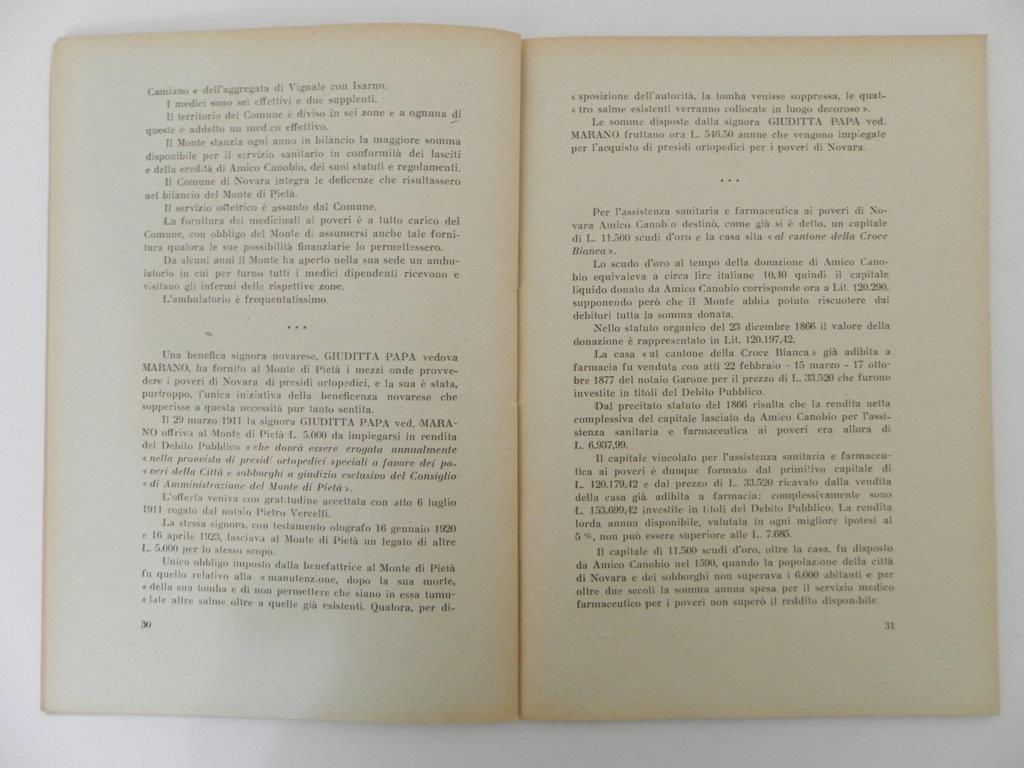 Camiano e dell'aggregata di Vignale con Isarno.
I medici sono sei effettivi e due supplenti.
Il territorio del Comune è diviso in sei zone e a ognuna di
queste è addetto un medico effettivo.
Il Monte stanzia ogni anno in bilancio la maggiore somma
disponibile per il servizio sanitario in conformità dei lasciti
e della eredità di Amico Canobio, dei suoi statuti e regolamenti.
Il Comune di Novara integra le deficenze che risultassero
nel bilancio del Monte di Pietà.
Il servizio ostetrico è assunto dal Comune.
La fornitura dei medicinali ai poveri è a tutto carico del
Comune, con obbligo del Monte di assumersi anche tale forni-
tura qualora le sue possibilità finanziarie lo permettessero.
Da alcuni anni il Monte ha aperto nella sua sede un ambu-
latorio in cui per turno tutti i medici dipendenti ricevono e
visitano gli infermi delle rispettive zone.
L'ambulatorio è frequentatissimo.
* * *
Una benefica signora novarese, GIUDITTA PAPA vedova
MARANO, ha fornito al Monte di Pietà i mezzi onde provve-
dere i poveri di Novara di presidi ortopedici, e la sua è stata,
purtroppo, l'unica iniziativa della beneficenza novarese che
sopperisse a questa necessità pur tanto sentita.
Il 29 marzo 1911 la signora GIUDITTA PAPA ved. MARA-
NO offriva al Monte di Pietà L. 5.000 da impiegarsi in rendita
del Debito Pubblico « che dovrà essere erogata annualmente
« nella provvista di presidi ortopedici speciali a favore dei po-
« veri della Città e sobborghi a giudizio esclusivo del Consiglio
« di Amministrazione del Monte di Pietà ».
L'offerta veniva con gratitudine accettata con atto 6 luglio
1911 rogato dal notaio Pietro Vercelli.
La stessa signora, con testamento olografo 16 gennaio 1920
e 16 aprile 1923, lasciava al Monte di Pietà un legato di altre
L. 5.000 per lo stesso scopo.
Unico obbligo imposto dalla benefattrice al Monte di Pietà
fu quello relativo alla « manutenzione, dopo la sua morte,
« della sua tomba e di non permettere che siano in essa tumu-
« late altre salme oltre a quelle già esistenti. Qualora, per di-
30
« sposizione dell'autorità, la tomba venisse soppressa, le quat-
« tro salme esistenti verranno collocate in luogo decoroso ».
Le somme disposte dalla signora GIUDITTA PAPA ved.
MARANO fruttano ora L. 546.50 annue che vengono impiegate
per l'acquisto di presidi ortopedici per i poveri di Novara.
* * *
Per l'assistenza sanitaria e farmaceutica ai poveri di No-
vara Amico Canobio destinò, come già si è detto, un capitale
di L. 11.500 scudi d'oro e la casa sita « al cantone della Croce
Bianca ».
Lo scudo d'oro al tempo della donazione di Amico Cano-
bio equivaleva a circa lire italiane 10,40 quindi il capitale
liquido donato da Amico Canobio corrisponde ora a Lit. 120.290,
supponendo però che il Monte abbia potuto riscuotere dai
debitori tutta la somma donata.
Nello statuto organico del 23 dicembre 1866 il valore della
donazione è rappresentato in Lit. 120.197,42.
La casa « al cantone della Croce Bianca » già adibita a
farmacia fu venduta con atti 22 febbraio - 15 marzo - 17 otto-
bre 1877 del notaio Garone per il prezzo di L. 33.520 che furono
investite in titoli del Debito Pubblico.
Dal precitato statuto del 1866 risulta che la rendita netta
complessiva del capitale lasciato da Amico Canobio per l'assi-
stenza sanitaria e farmaceutica ai poveri era allora di
L. 6.937,99.
Il capitale vincolato per l'assistenza sanitaria e farmaceu-
tica ai poveri è dunque formato dal primitivo capitale di
L. 120.179,42 e dal prezzo di L. 33.520 ricavato dalla vendita
della casa già adibita a farmacia: complessivamente sono
L. 153.699,42 investite in titoli del Debito Pubblico. La rendita
lorda annua disponibile, valutata in ogni migliore ipotesi al
5 %, non può essere superiore alle L. 7.685.
Il capitale di 11.500 scudi d'oro, oltre la casa, fu disposto
da Amico Canobio nel 1590, quando la popolazione della città
di Novara e dei sobborghi non superava i 6.000 abitanti e per
oltre due secoli la somma annua spesa per il servizio medico
farmaceutico per i poveri non superò il reddito disponibile.
31